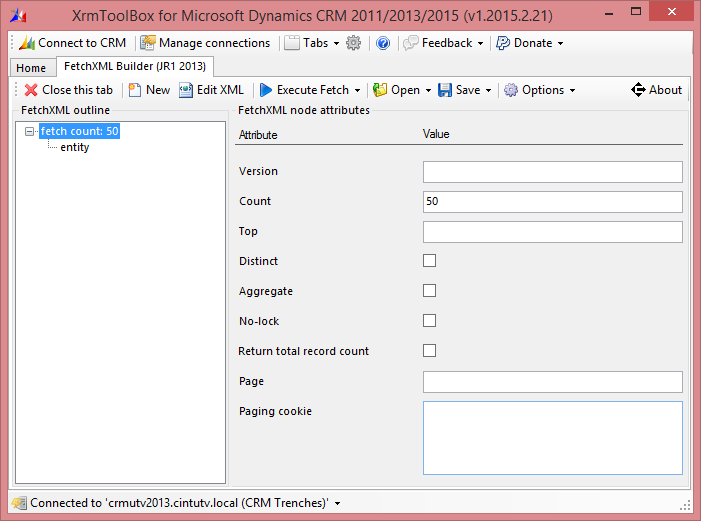 XrmToolBox for Microsoft Dynamics CRM 2011/2013/2015 (v1.2015.2.21)
Connect to CRM Manage connections Tabs Feedback Donate
Home FetchXML Builder (JR1 2013)
Close this tab New Edit XML Execute Fetch Open Save Options About
FetchXML outline FetchXML node attributes
fetch count: 50
entity
Attribute Value
Version
Count 50
Top
Distinct
Aggregate
No-lock
Return total record count
Page
Paging cookie
Connected to 'crmutv2013.cintutv.local (CRM Trenches)'